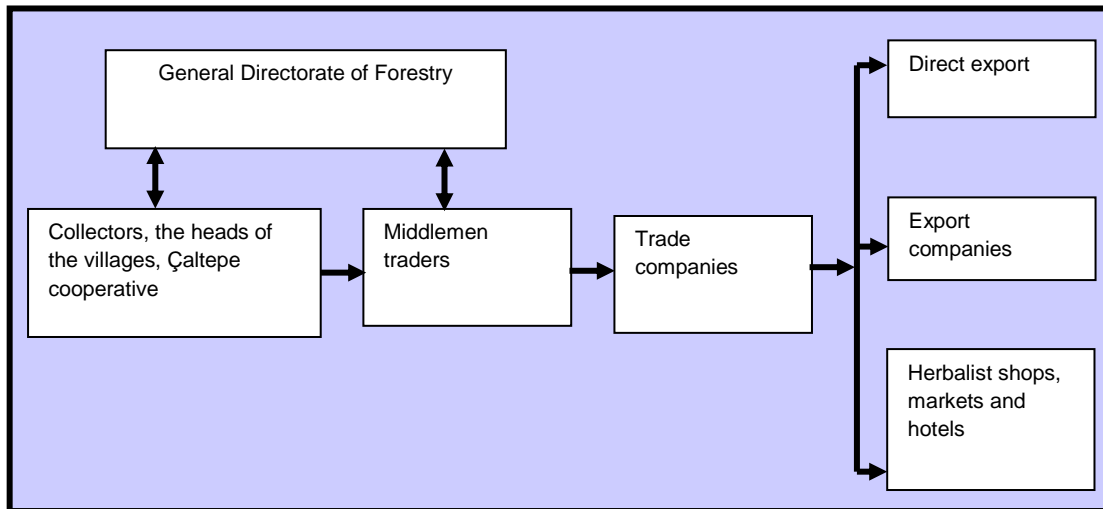 General Directorate of Forestry
Direct export
Collectors, the heads of
the villages, Çaltepe
cooperative
Middlemen
traders
Trade
companies
Export
companies
Herbalist shops,
markets and
hotels